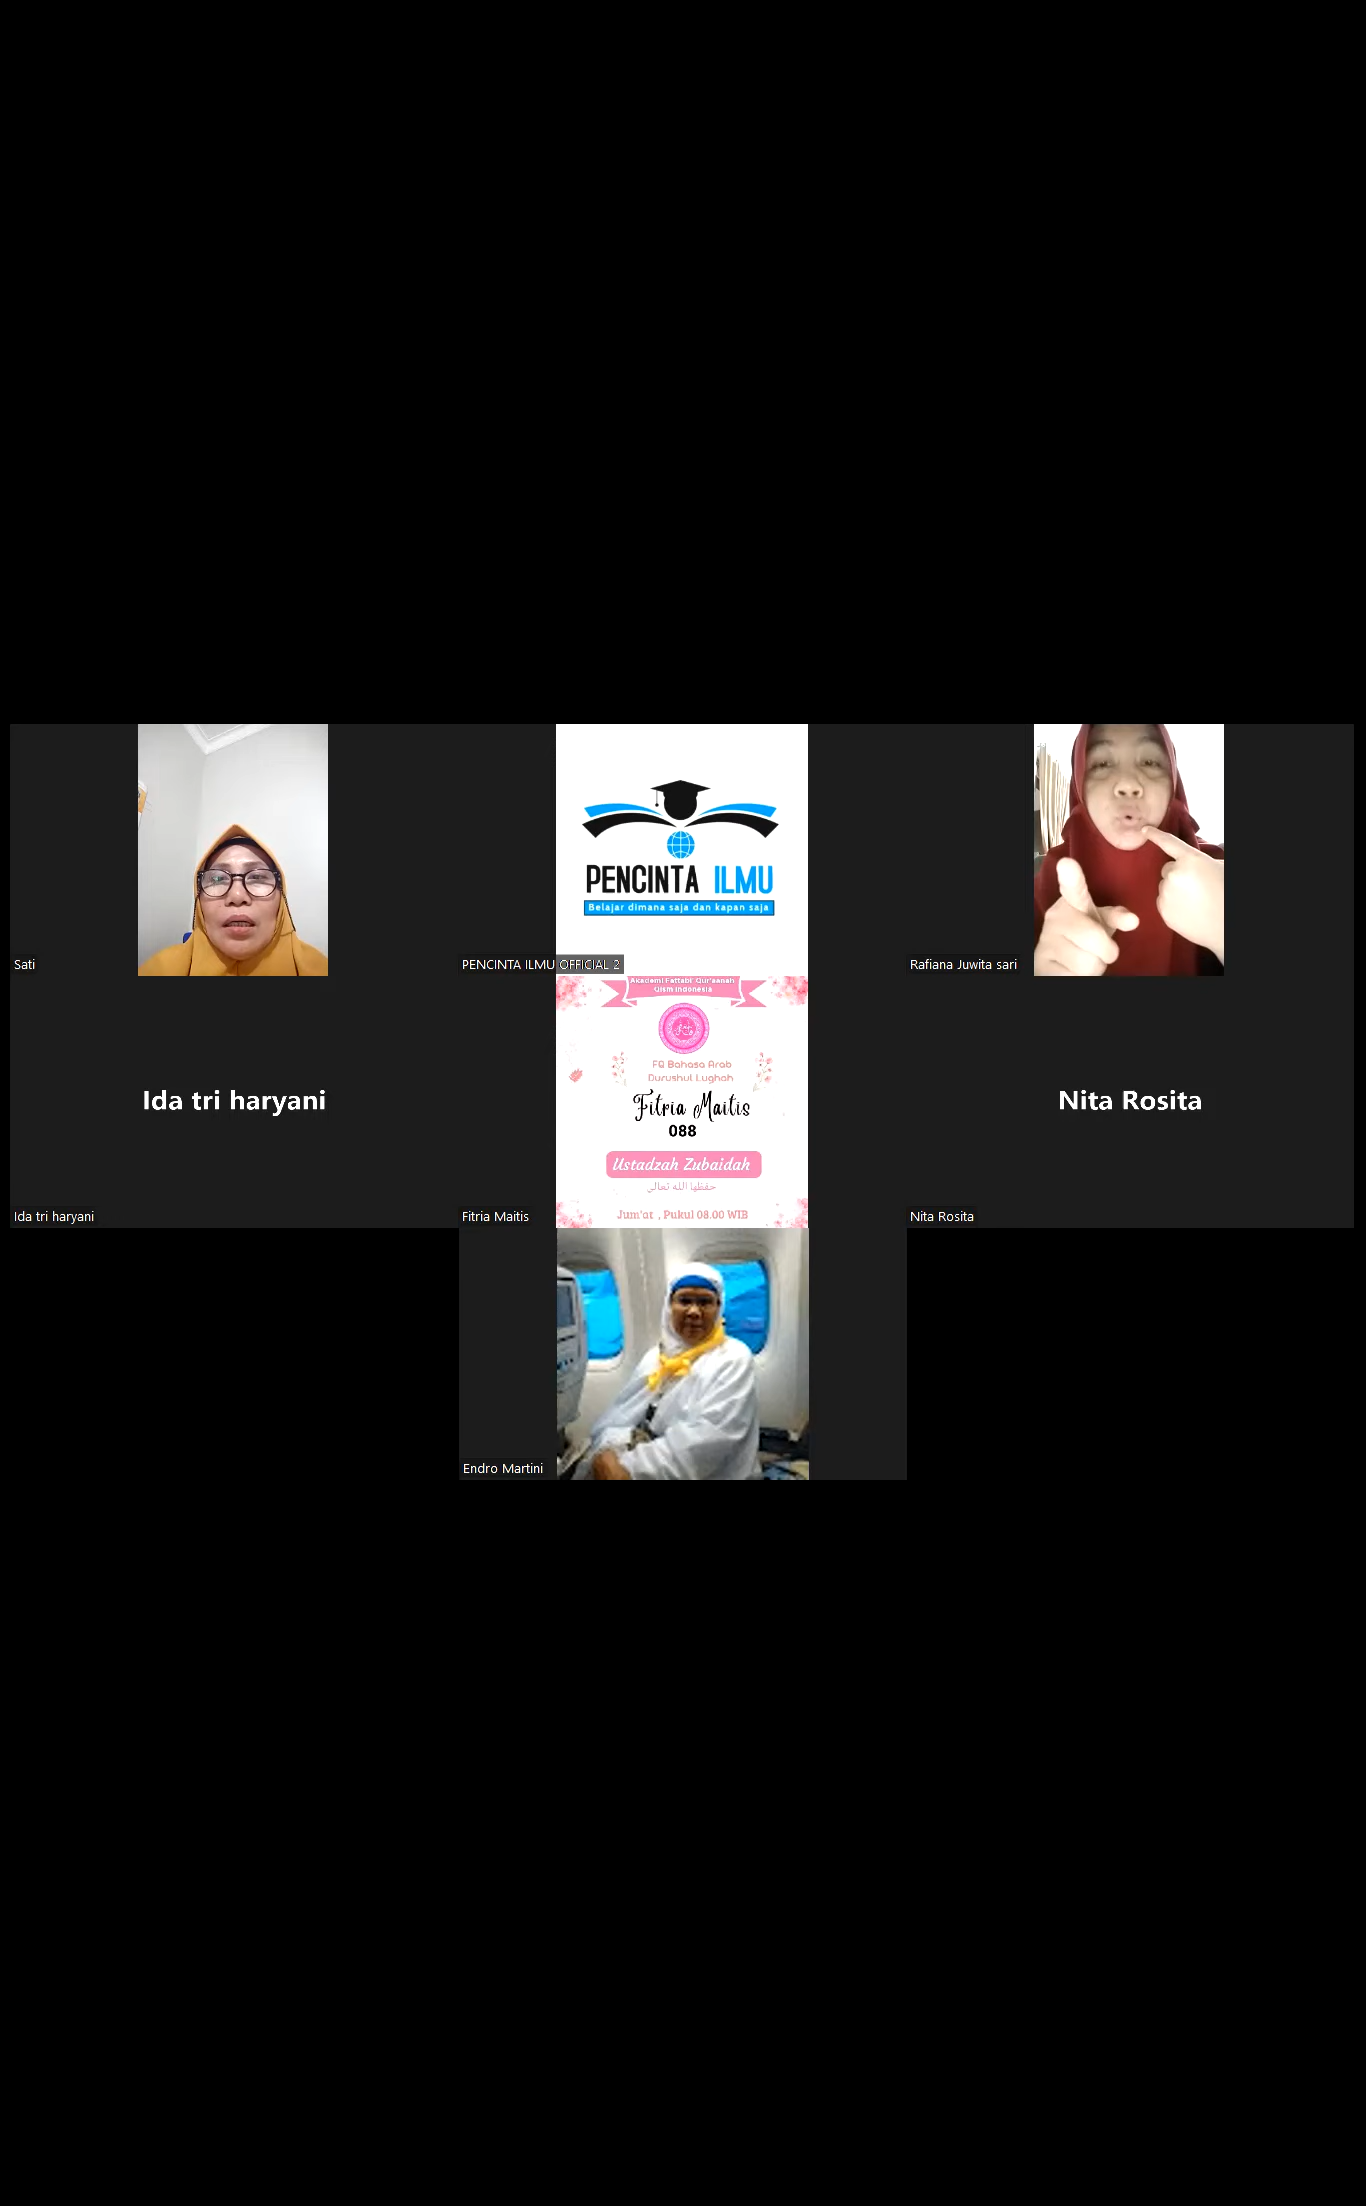 PENCINTA ILMU
Belajar dimana saja dan kapan saja
Sati
PENCINTA ILMU OFFICIAL 2
Rafiana Juwita sari
Ida tri haryani
Ida tri haryani
Akademi Fattabi' Qur'aanah
Qism Indonesia
FQ Bahasa Arab
Durushul Lughah
Fitria Maitis
088
Ustadzah Zubaidah
حفظها الله تعالى
Jum'at , Pukul 08.00 WIB
Fitria Maitis
Nita Rosita
Nita Rosita
Endro Martini